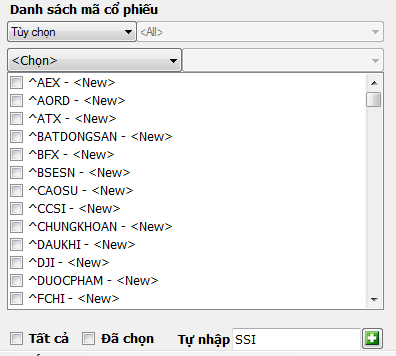 Danh sách mã cổ phiếu
Tùy chọn <All>
<Chọn>
^AEX - <New>
^AORD - <New>
^ATX - <New>
^BATDONGSAN - <New>
^BFX - <New>
^BSESN - <New>
^CAOSU - <New>
^CCSI - <New>
^CHUNGKHOAN - <New>
^DAUKHI - <New>
^DJI - <New>
^DUOCPHAM - <New>
^FCHI - <New>
Tất cả Đã chọn Tự nhập SSI